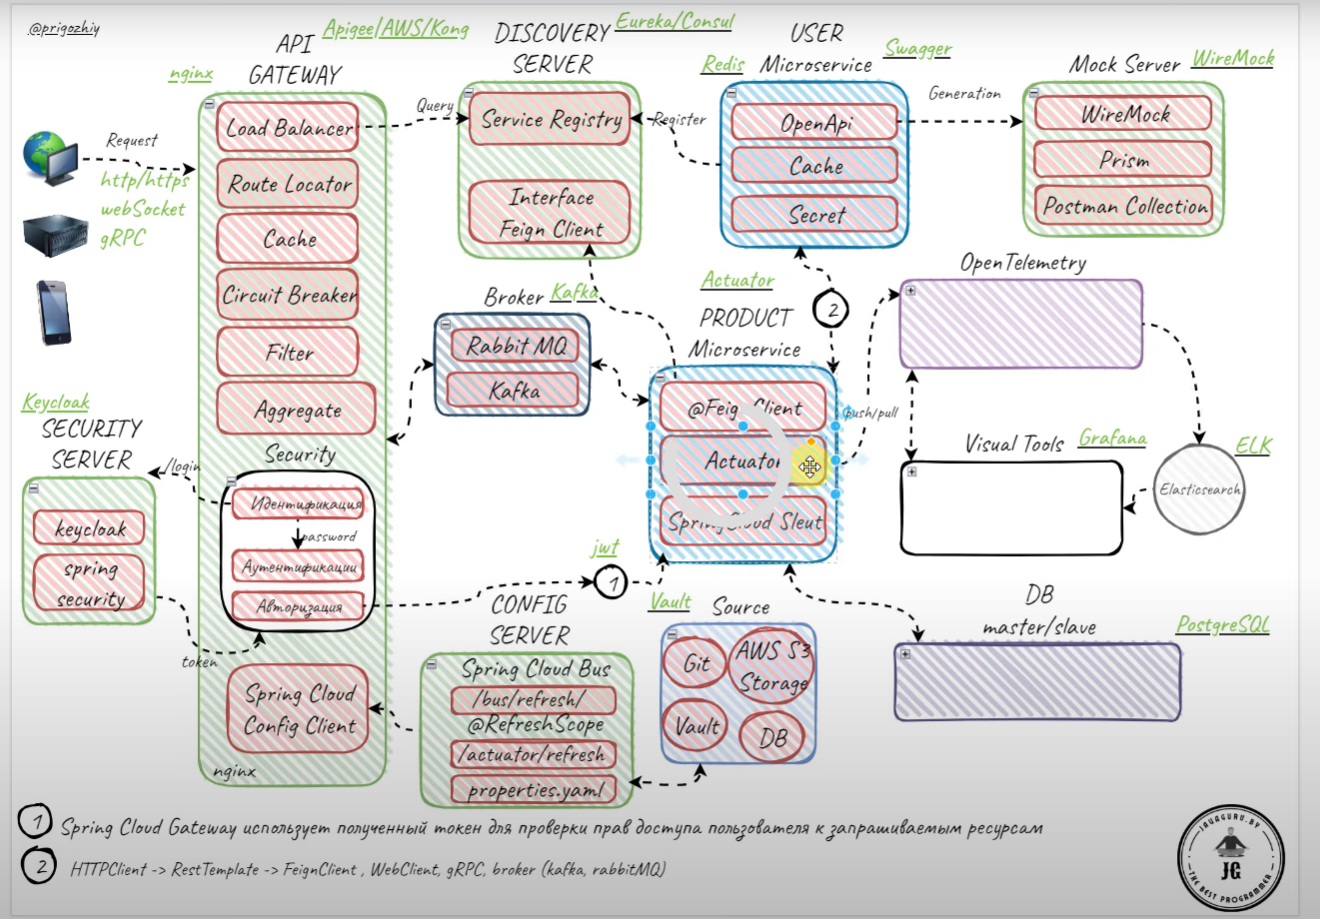 @prigozhiy
Apigee/AWS/Kong
API
GATEWAY
nginx
Load Balancer
Route Locator
Cache
Circuit Breaker
Filter
Aggregate
Security
Идентификация
password
Аутентификации
Авторизация
Spring Cloud
Config Client
nginx
Request
http/https
webSocket
gRPC
Keycloak
SECURITY
SERVER
/login
keycloak
spring
security
token
Eureka/Consul
DISCOVERY
SERVER
Query
Service Registry
Register
Interface
Feign Client
Broker
Kafka
Rabbit MQ
Kafka
USER
Microservice
Redis
Swagger
OpenApi
Cache
Secret
Generation
Mock Server
WireMock
WireMock
Prism
Postman Collection
Actuator
2
PRODUCT
Microservice
Actuator
push/pull
OpenTelemetry
Visual Tools
Grafana
ELK
Elasticsearch
jwt
1
CONFIG
SERVER
Spring Cloud Bus
/bus/refresh/
@RefreshScope
/actuator/refresh
properties.yaml
Vault
Source
Git
AWS S3
Storage
Vault
DB
DB
master/slave
PostgreSQL
1 Spring Cloud Gateway использует полученный токен для проверки прав доступа пользователя к запрашиваемым ресурсам
2 HTTPClient -> RestTemplate -> FeignClient , WebClient, gRPC, broker (kafka, rabbitMQ)
JAVAGURU.BY
JG
THE BEST PROGRAMMER